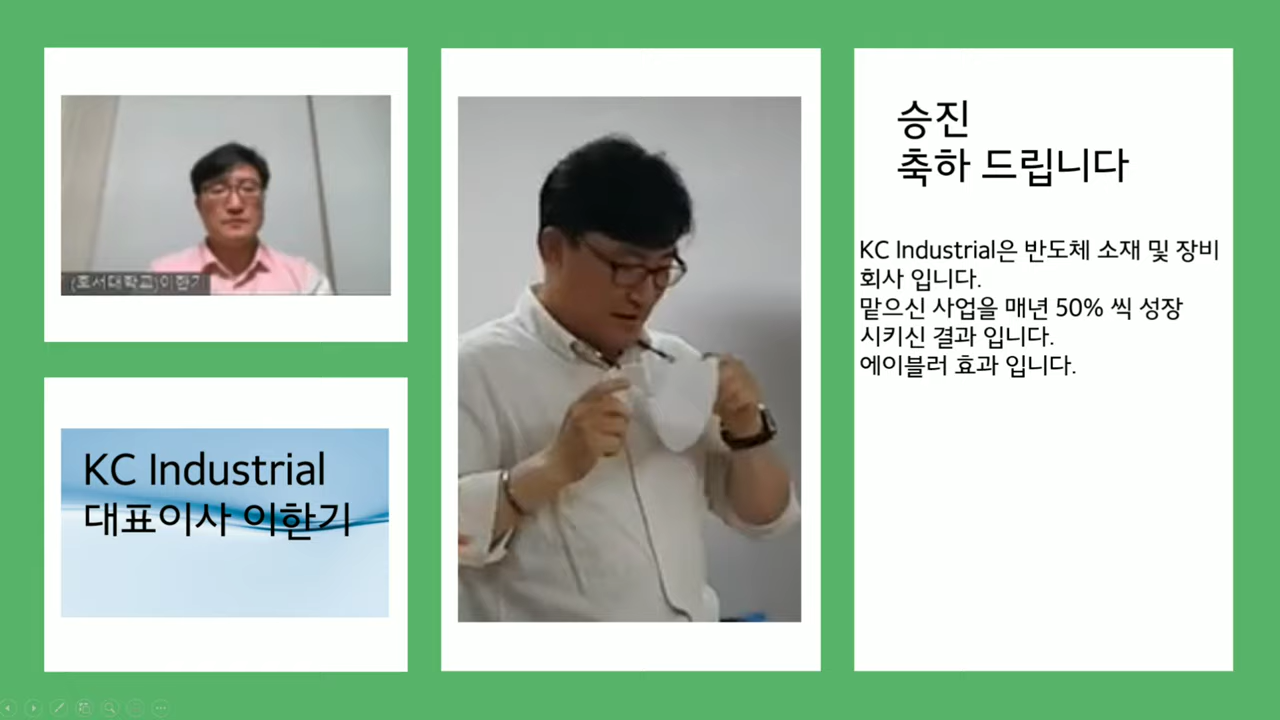 (호서대학교)이한기
KC Industrial
대표이사 이한기
승진
축하 드립니다
KC Industrial은 반도체 소재 및 장비
회사 입니다.
맡으신 사업을 매년 50% 씩 성장
시키신 결과 입니다.
에이블러 효과 입니다.